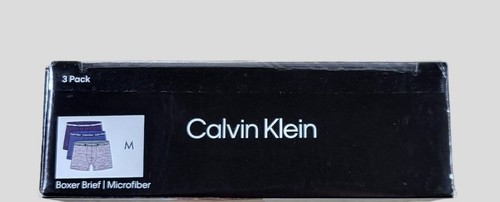 3 Pack
Calvin Klein
M
Boxer Brief | Microfiber